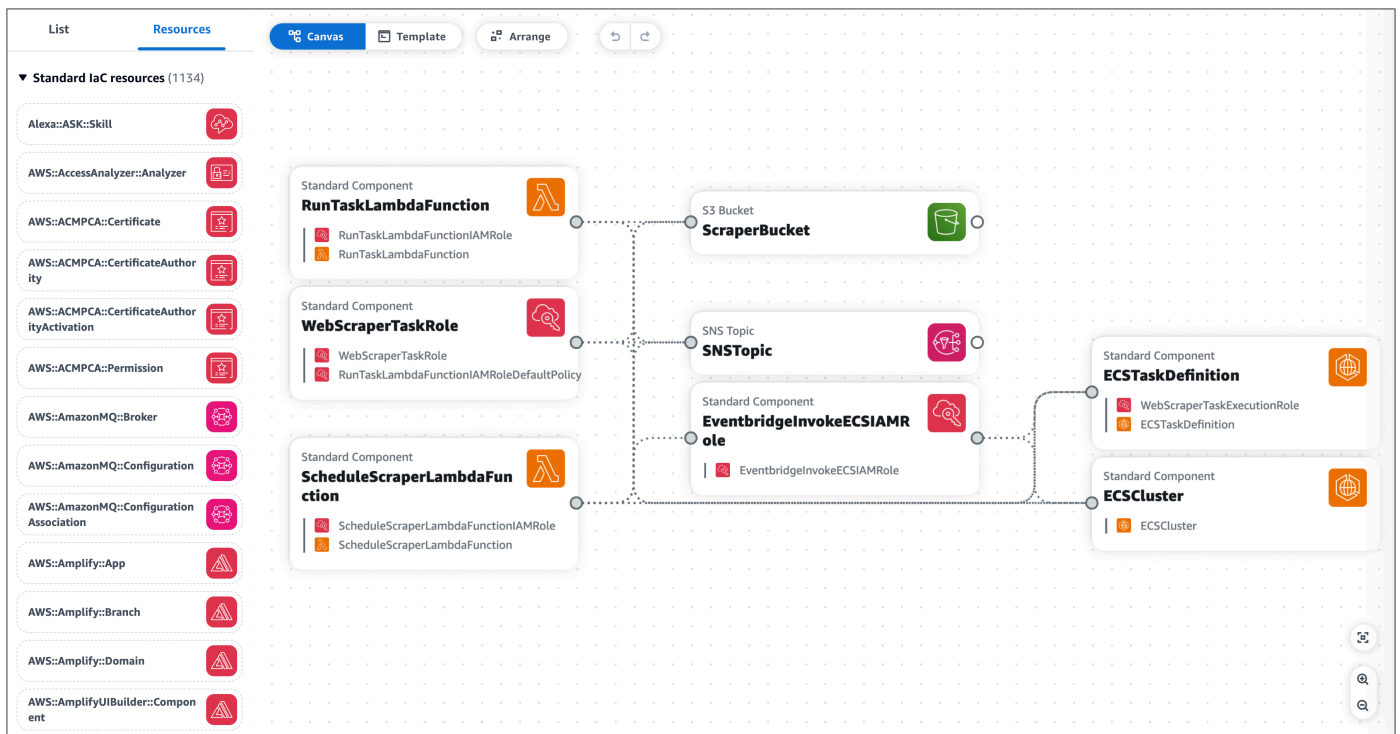 List
Resources
Canvas
Template
Arrange
Standard IaC resources (1134)
Alexa::ASK::Skill
AWS::AccessAnalyzer::Analyzer
AWS::ACMPCA::Certificate
AWS::ACMPCA::CertificateAuthor
ity
AWS::ACMPCA::CertificateAuthor
ityActivation
AWS::ACMPCA::Permission
AWS::AmazonMQ::Broker
AWS::AmazonMQ::Configuration
AWS::AmazonMQ::Configuration
Association
AWS::Amplify::App
AWS::Amplify::Branch
AWS::Amplify::Domain
AWS::AmplifyUIBuilder::Compon
ent
Standard Component
RunTaskLambdaFunction
RunTaskLambdaFunctionIAMRole
RunTaskLambdaFunction
Standard Component
WebScraperTaskRole
WebScraperTaskRole
RunTaskLambdaFunctionIAMRoleDefaultPolicy
Standard Component
ScheduleScraperLambdaFun
ction
ScheduleScraperLambdaFunctionIAMRole
ScheduleScraperLambdaFunction
S3 Bucket
ScraperBucket
SNS Topic
SNSTopic
Standard Component
EventbridgeInvokeECSIAMR
ole
EventbridgeInvokeECSIAMRole
Standard Component
ECSTaskDefinition
WebScraperTaskExecutionRole
ECSTaskDefinition
Standard Component
ECSCluster
ECSCluster